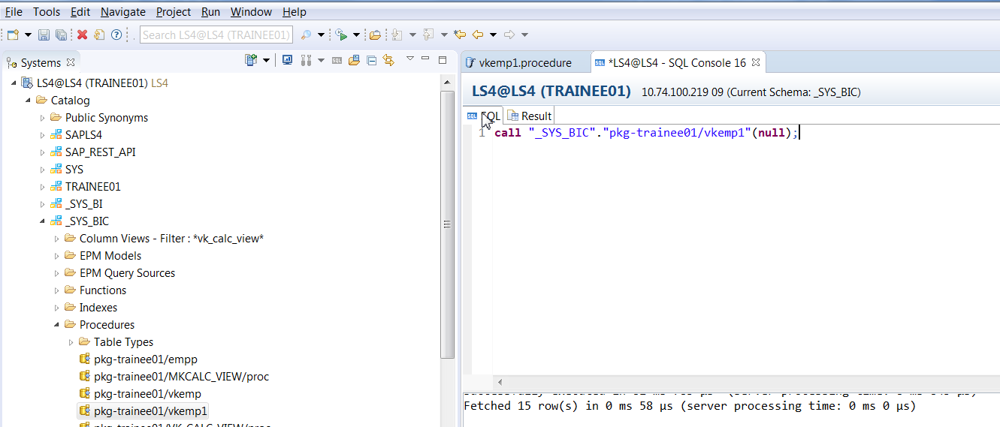 File Tools Edit Navigate Project Run Window Help
Search LS4@LS4 (TRAINEE01)
Systems
LS4@LS4 (TRAINEE01) LS4
Catalog
Public Synonyms
SAPLS4
SAP_REST_API
SYS
TRAINEE01
_SYS_BI
_SYS_BIC
Column Views - Filter : *vk_calc_view*
EPM Models
EPM Query Sources
Functions
Indexes
Procedures
Table Types
pkg-trainee01/empp
pkg-trainee01/MKCALC_VIEW/proc
pkg-trainee01/vkemp
pkg-trainee01/vkemp1
vkemp1.procedure
SQL *LS4@LS4 - SQL Console 16
LS4@LS4 (TRAINEE01) 10.74.100.219 09 (Current Schema: _SYS_BIC)
SQL SQL Result
1 call "_SYS_BIC"."pkg-trainee01/vkemp1"(null);
Fetched 15 row(s) in 0 ms 58 µs (server processing time: 0 ms 0 µs)